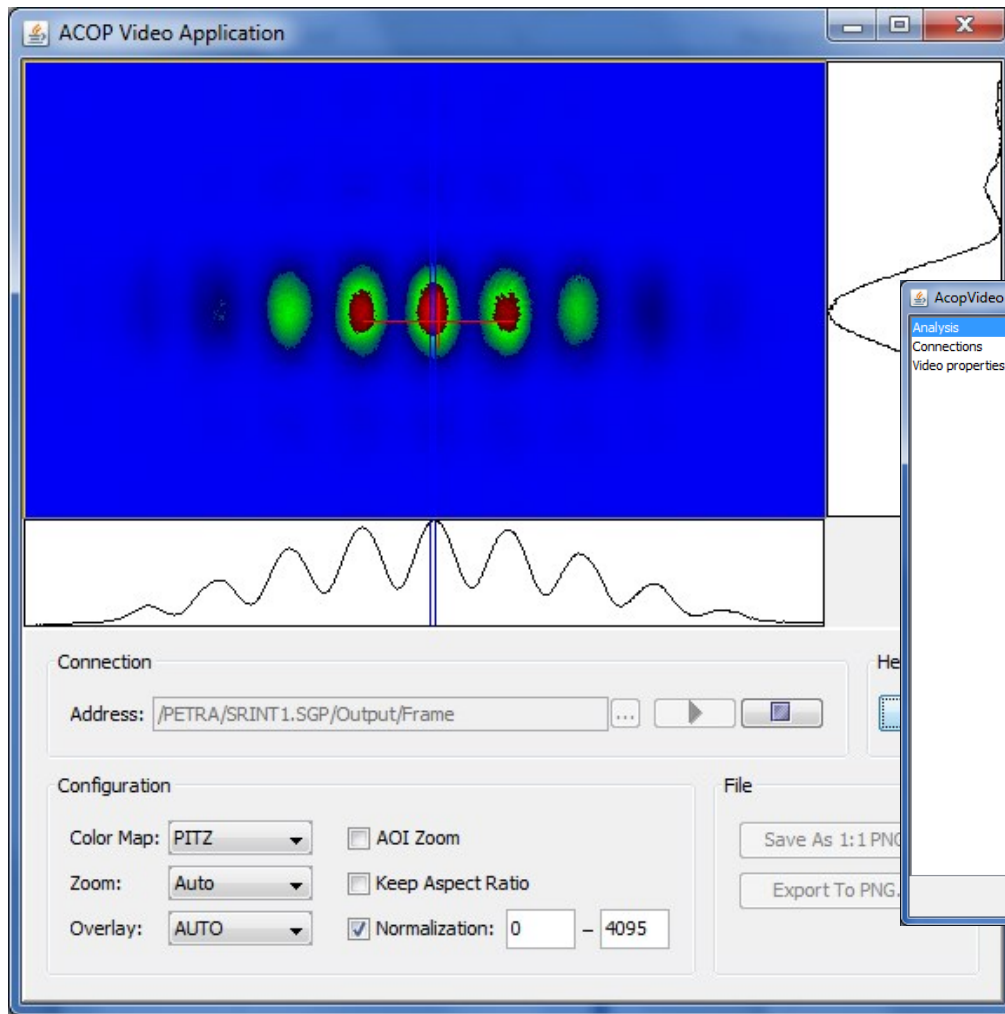 ACOP Video Application
AcopVideo
Analysis
Connections
Video properties
Connection
He
Address: /PETRA/SRINT1.SGP/Output/Frame ...
Configuration
File
Color Map: PITZ AOI Zoom
Save As 1:1 PNG
Zoom: Auto Keep Aspect Ratio
Export To PNG.
Overlay: AUTO Normalization: 0 – 4095